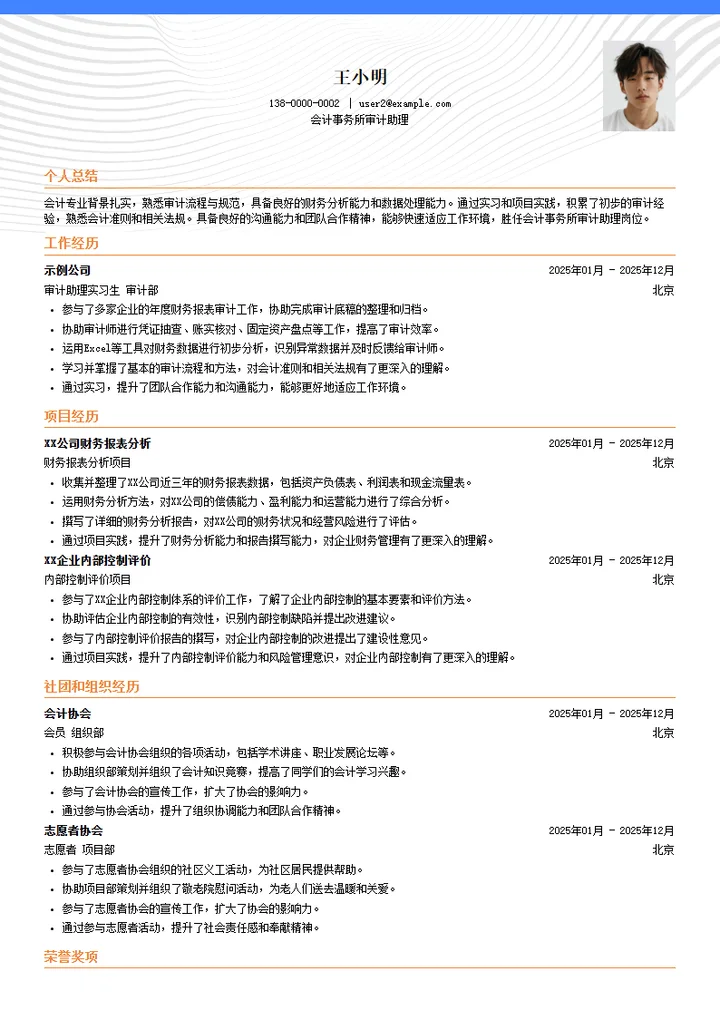 王小明
138-0000-0002 | user2@example.com
会计事务所审计助理
个人总结
会计专业背景扎实，熟悉审计流程与规范，具备良好的财务分析能力和数据处理能力。通过实习和项目实践，积累了初步的审计经
验，熟悉会计准则和相关法规。具备良好的沟通能力和团队合作精神，能够快速适应工作环境，胜任会计事务所审计助理岗位。
工作经历
示例公司 2025年01月 - 2025年12月
审计助理实习生 审计部 北京
• 参与了多家企业的年度财务报表审计工作，协助完成审计底稿的整理和归档。
• 协助审计师进行凭证抽查、账实核对、固定资产盘点等工作，提高了审计效率。
• 运用Excel等工具对财务数据进行初步分析，识别异常数据并及时反馈给审计师。
• 学习并掌握了基本的审计流程和方法，对会计准则和相关法规有了更深入的理解。
• 通过实习，提升了团队合作能力和沟通能力，能够更好地适应工作环境。
项目经历
XX公司财务报表分析 2025年01月 - 2025年12月
财务报表分析项目 北京
• 收集并整理了XX公司近三年的财务报表数据，包括资产负债表、利润表和现金流量表。
• 运用财务分析方法，对XX公司的偿债能力、盈利能力和运营能力进行了综合分析。
• 撰写了详细的财务分析报告，对XX公司的财务状况和经营风险进行了评估。
• 通过项目实践，提升了财务分析能力和报告撰写能力，对企业财务管理有了更深入的理解。
XX企业内部控制评价 2025年01月 - 2025年12月
内部控制评价项目 北京
• 参与了XX企业内部控制体系的评价工作，了解了企业内部控制的基本要素和评价方法。
• 协助评估企业内部控制的有效性，识别内部控制缺陷并提出改进建议。
• 参与了内部控制评价报告的撰写，对企业内部控制的改进提出了建设性意见。
• 通过项目实践，提升了内部控制评价能力和风险管理意识，对企业内部控制有了更深入的理解。
社团和组织经历
会计协会 2025年01月 - 2025年12月
会员 组织部 北京
• 积极参与会计协会组织的各项活动，包括学术讲座、职业发展论坛等。
• 协助组织部策划并组织了会计知识竞赛，提高了同学们的会计学习兴趣。
• 参与了会计协会的宣传工作，扩大了协会的影响力。
• 通过参与协会活动，提升了组织协调能力和团队合作精神。
志愿者协会 2025年01月 - 2025年12月
志愿者 项目部 北京
• 参与了志愿者协会组织的社区义工活动，为社区居民提供帮助。
• 协助项目部策划并组织了敬老院慰问活动，为老人们送去温暖和关爱。
• 参与了志愿者协会的宣传工作，扩大了协会的影响力。
• 通过参与志愿者活动，提升了社会责任感和奉献精神。
荣誉奖项